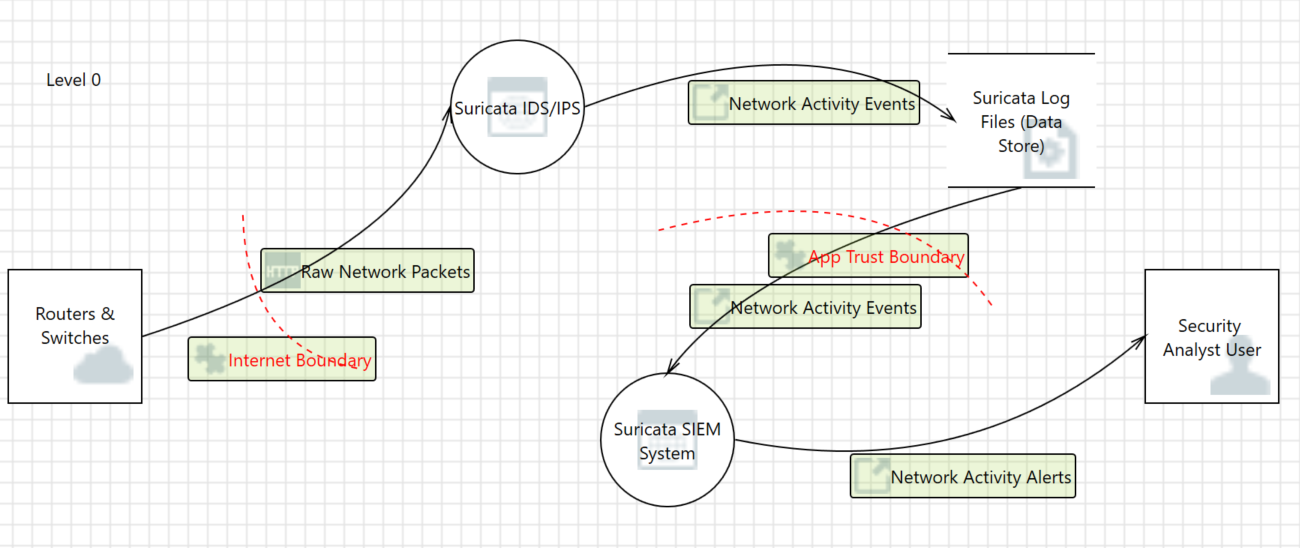 Level 0
Suricata IDS/IPS
Network Activity Events
Suricata Log
Files (Data
Store)
Raw Network Packets
App Trust Boundary
Routers &
Switches
Network Activity Events
Internet Boundary
Security
Analyst User
Suricata SIEM
System
Network Activity Alerts